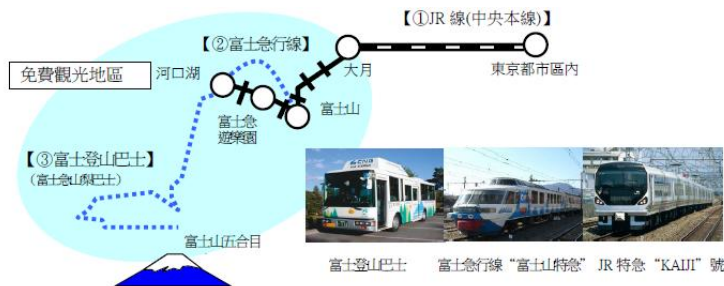 【①JR 線(中央本線)】
【②富士急行線】
免費觀光地區
河口湖
大月
東京都市區內
富士急
遊樂園
富士山
【③富士登山巴士】
(富士急山梨巴士)
富士山五合目
富士登山巴士
富士急行線“富士山特急”
JR 特急 “KAIJI” 號